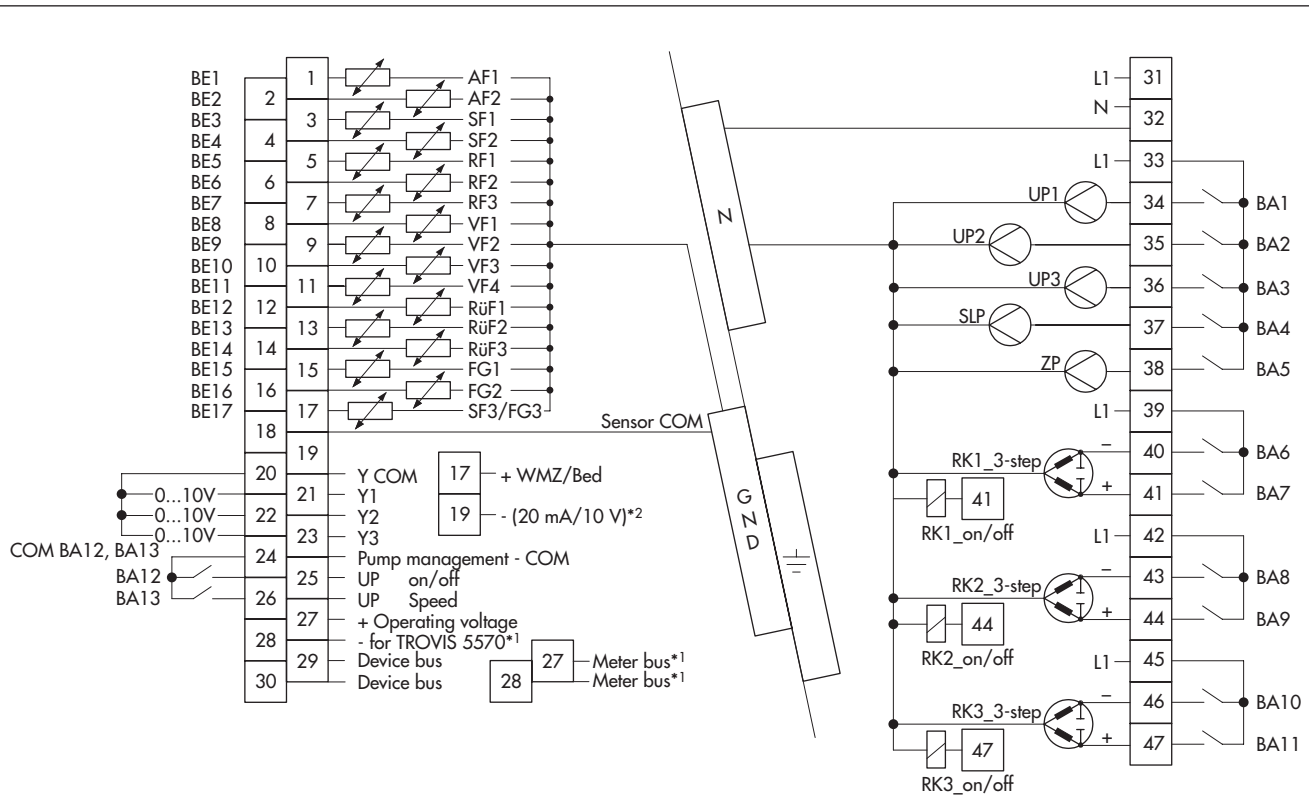 BE1 1 AF1
BE2 2 AF2
BE3 3 SF1
BE4 4 SF2
BE5 5 RF1
BE6 6 RF2
BE7 7 RF3
BE8 8 VF1
BE9 9 VF2
BE10 10 VF3
BE11 11 VF4
BE12 12 RüF1
BE13 13 RüF2
BE14 14 RüF3
BE15 15 FG1
BE16 16 FG2
BE17 17 SF3/FG3
18 Sensor COM
19
20 Y COM
0...10V 21 Y1
0...10V 22 Y2
0...10V 23 Y3
COM BA12, BA13 24 Pump management - COM
BA12 25 UP on/off
BA13 26 UP Speed
27 + Operating voltage
28 - for TROVIS 5570*1
29 Device bus
30 Device bus
17 + WMZ/Bed
19 - (20 mA/10 V)*2
27 Meter bus*1
28 Meter bus*1
N
GND
L1 31
N 32
L1 33
UP1 34 BA1
UP2 35 BA2
UP3 36 BA3
SLP 37 BA4
ZP 38 BA5
L1 39
RK1_3-step − 40 BA6
41 + 41 BA7
RK1_on/off
L1 42
RK2_3-step − 43 BA8
44 + 44 BA9
RK2_on/off
L1 45
RK3_3-step − 46 BA10
47 + 47 BA11
RK3_on/off